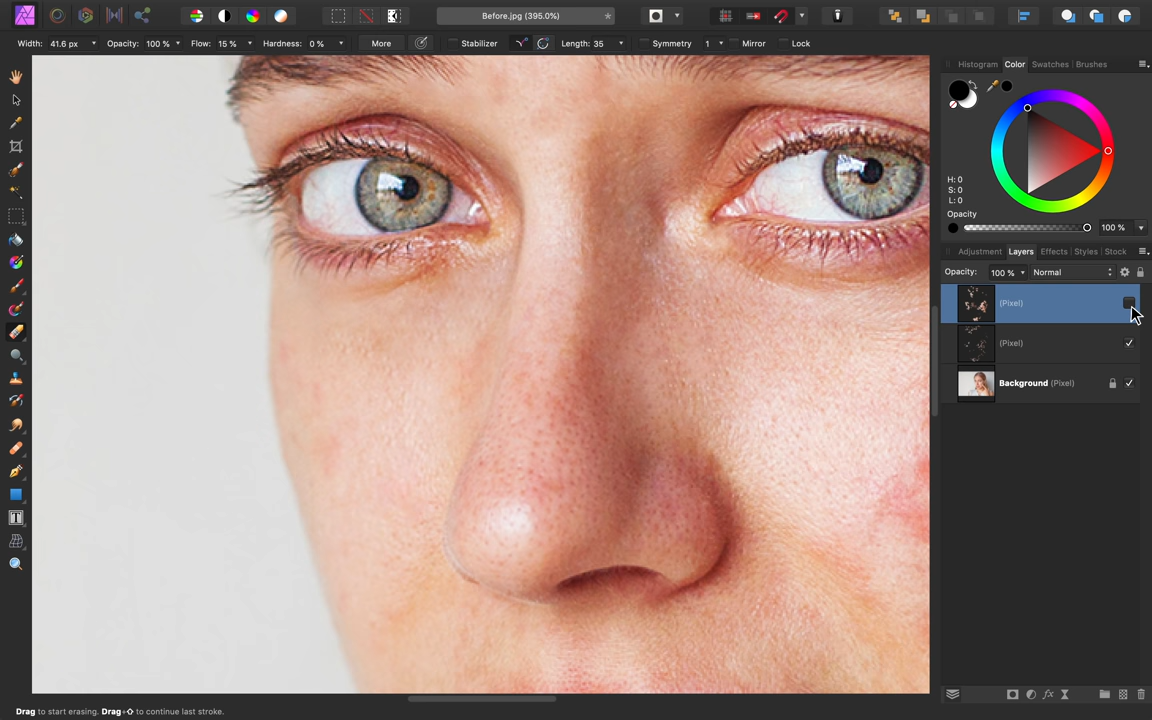 Before.jpg (395.0%)
Width: 41.6 px Opacity: 100 % Flow: 15 % Hardness: 0 % More Stabilizer Length: 35 Symmetry 1 Mirror Lock
Histogram Color Swatches Brushes
H: 0
S: 0
L: 0
Opacity
100 %
Adjustment Layers Effects Styles Stock
Opacity: 100 % Normal
(Pixel)
(Pixel)
Background (Pixel)
Drag to start erasing. Drag+⇧ to continue last stroke.